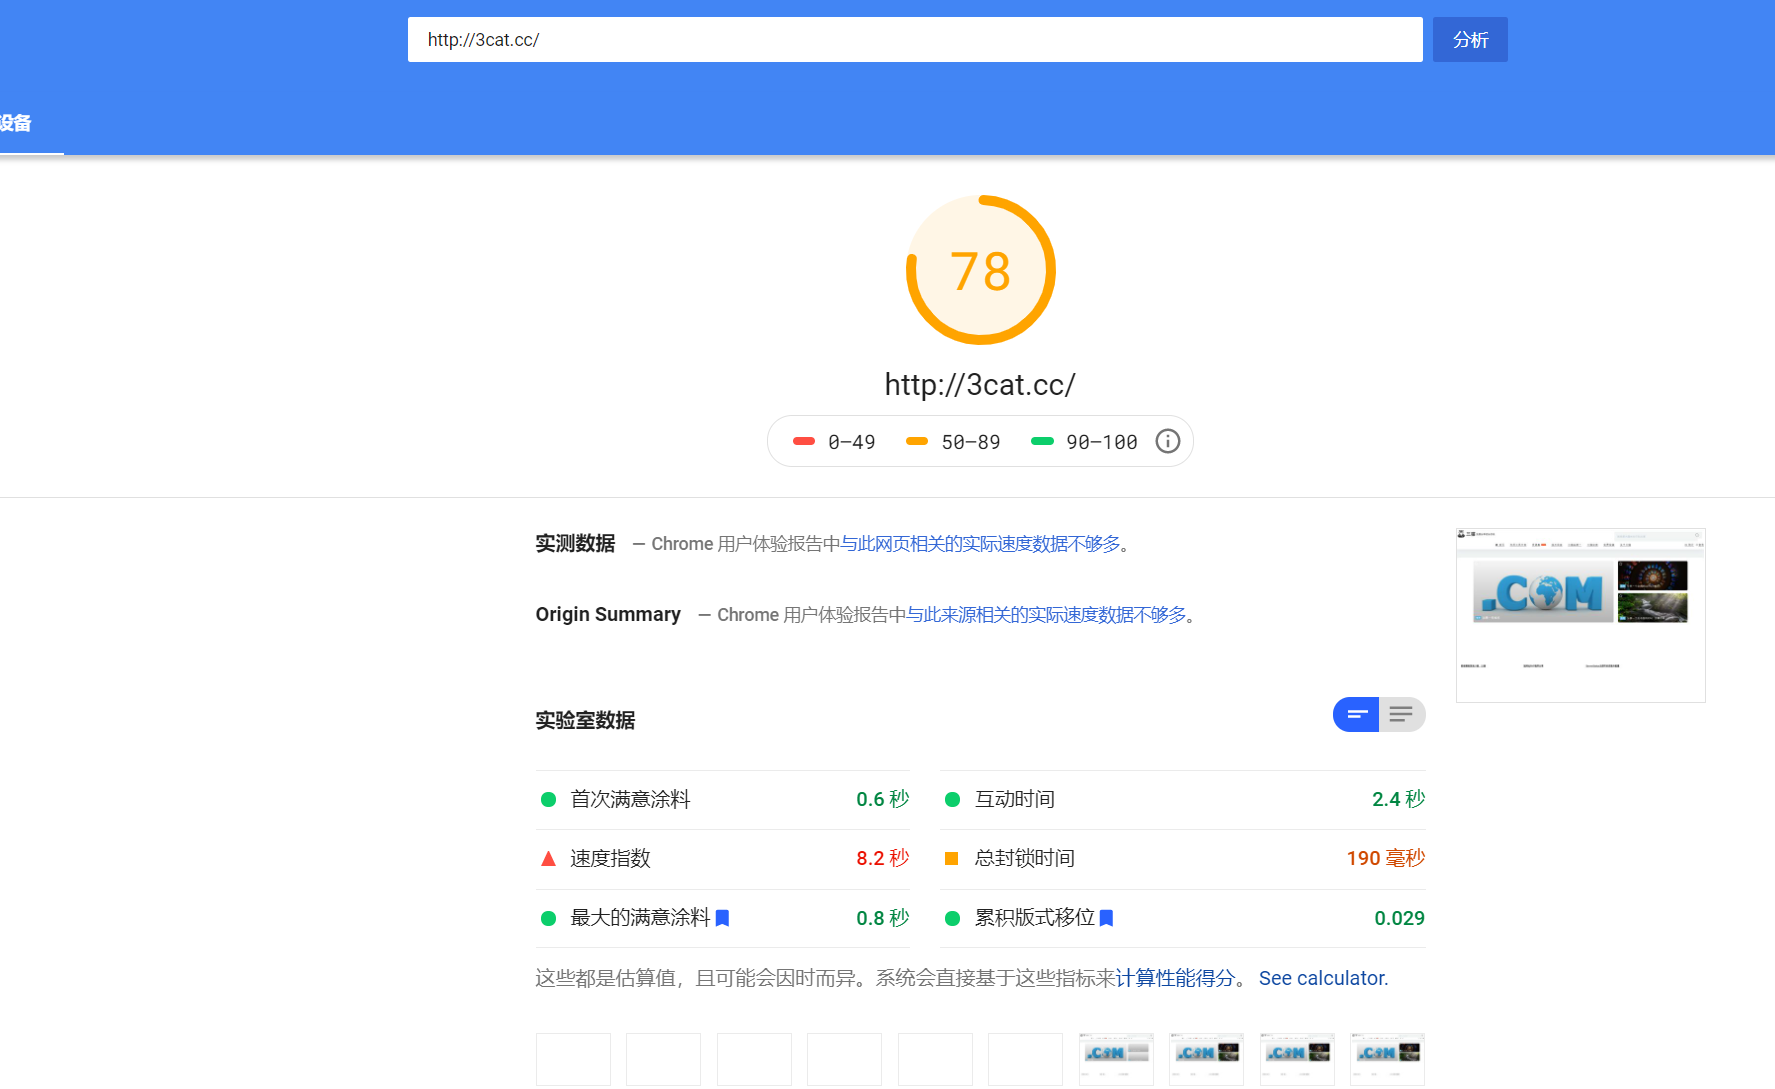 http://3cat.cc/
分析
设备
78
http://3cat.cc/
0–49 50–89 90–100
实测数据 — Chrome 用户体验报告中与此网页相关的实际速度数据不够多。
Origin Summary — Chrome 用户体验报告中与此来源相关的实际速度数据不够多。
.COM
实验室数据
首次满意涂料 0.6 秒
互动时间 2.4 秒
速度指数 8.2 秒
总封锁时间 190 毫秒
最大的满意涂料 0.8 秒
累积版式移位 0.029
这些都是估算值，且可能会因时而异。系统会直接基于这些指标来计算性能得分。 See calculator.
.COM
.COM
.COM
.COM